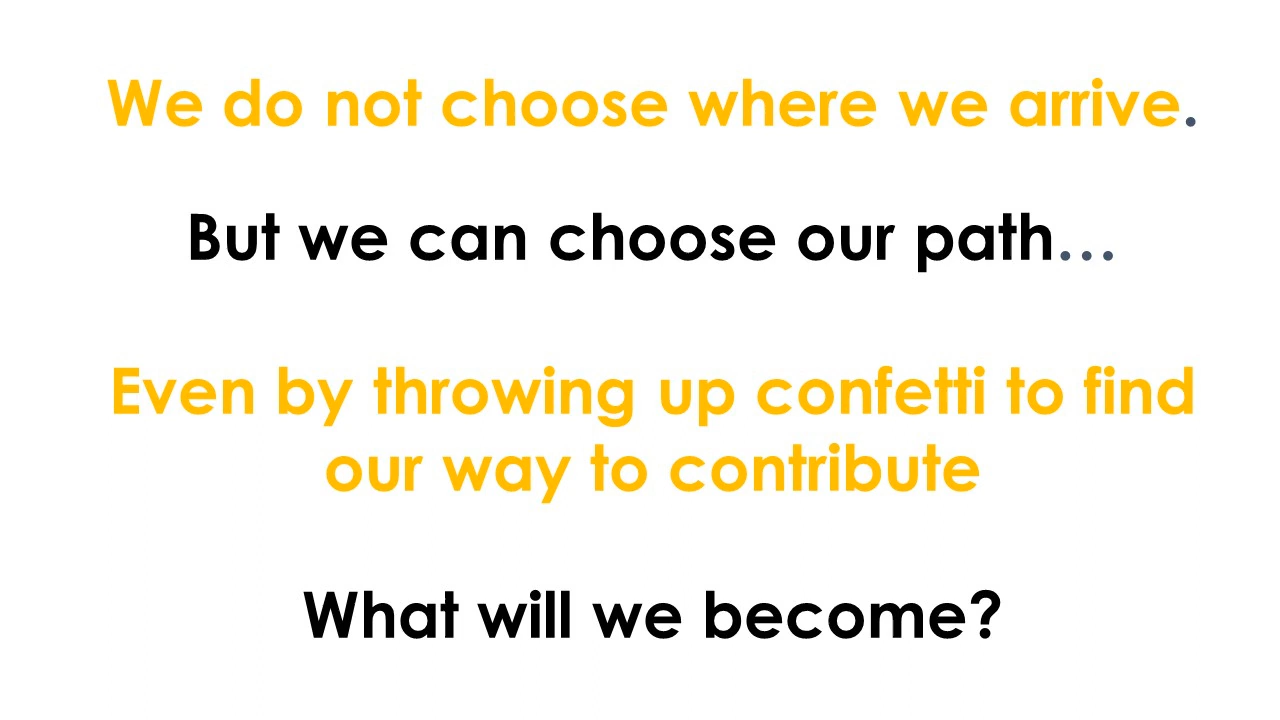 We do not choose where we arrive.
But we can choose our path...
Even by throwing up confetti to find
our way to contribute
What will we become?